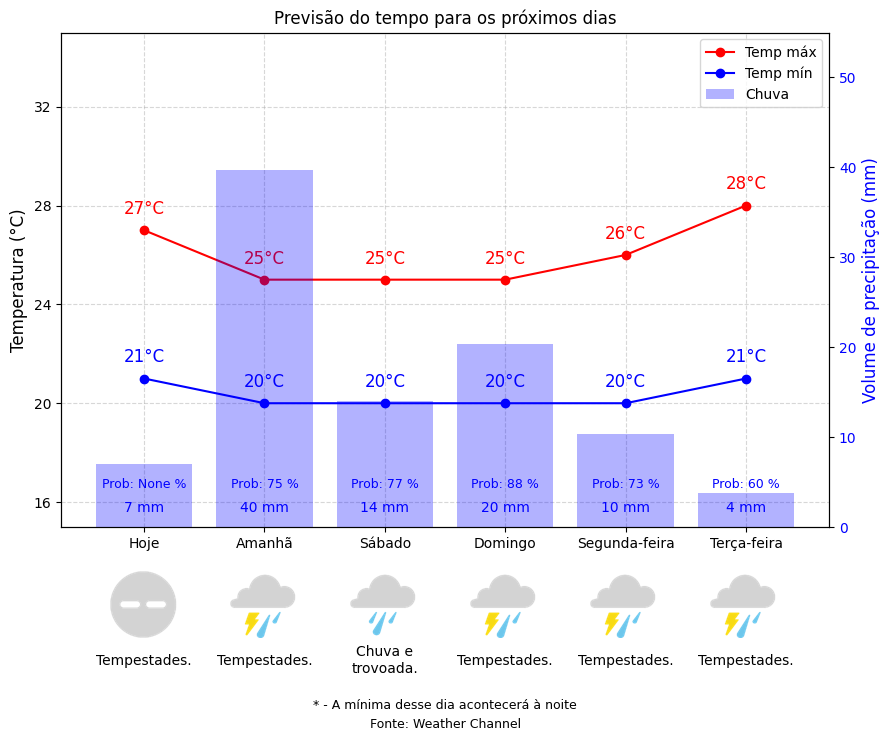 Previsão do tempo para os próximos dias
Temp máx
Temp mín
Chuva
Temperatura (°C)
32
28
24
20
16
Volume de precipitação (mm)
50
40
30
20
10
0
27°C
25°C
25°C
25°C
26°C
28°C
21°C
20°C
20°C
20°C
20°C
21°C
Prob: None %
Prob: 75 %
Prob: 77 %
Prob: 88 %
Prob: 73 %
Prob: 60 %
7 mm
40 mm
14 mm
20 mm
10 mm
4 mm
Hoje
Amanhã
Sábado
Domingo
Segunda-feira
Terça-feira
Tempestades.
Tempestades.
Chuva e
trovoada.
Tempestades.
Tempestades.
Tempestades.
* - A mínima desse dia acontecerá à noite
Fonte: Weather Channel